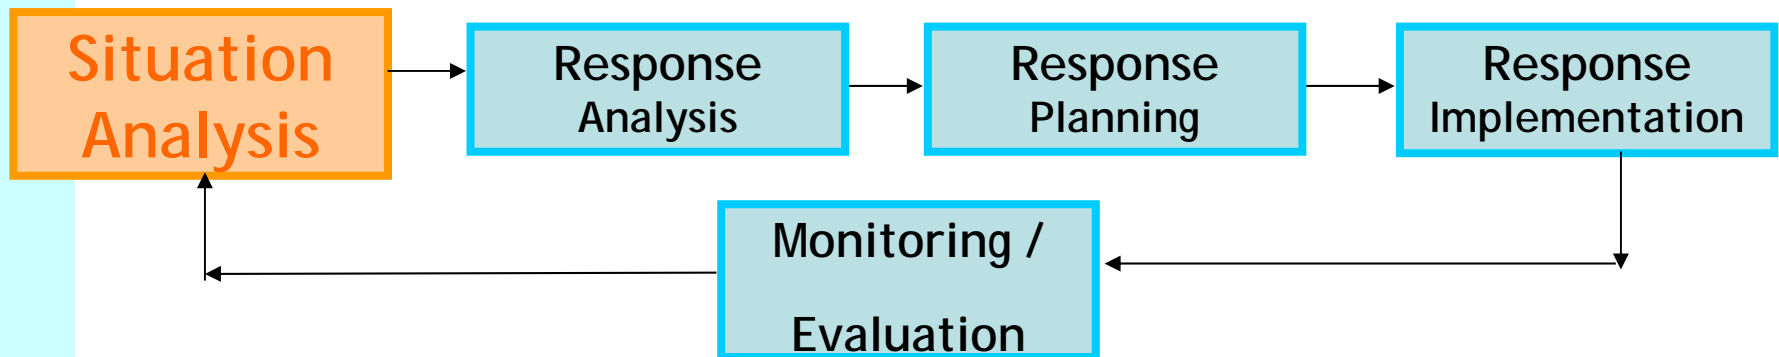 Situation
Analysis
Response
Analysis
Response
Planning
Response
Implementation
Monitoring /
Evaluation